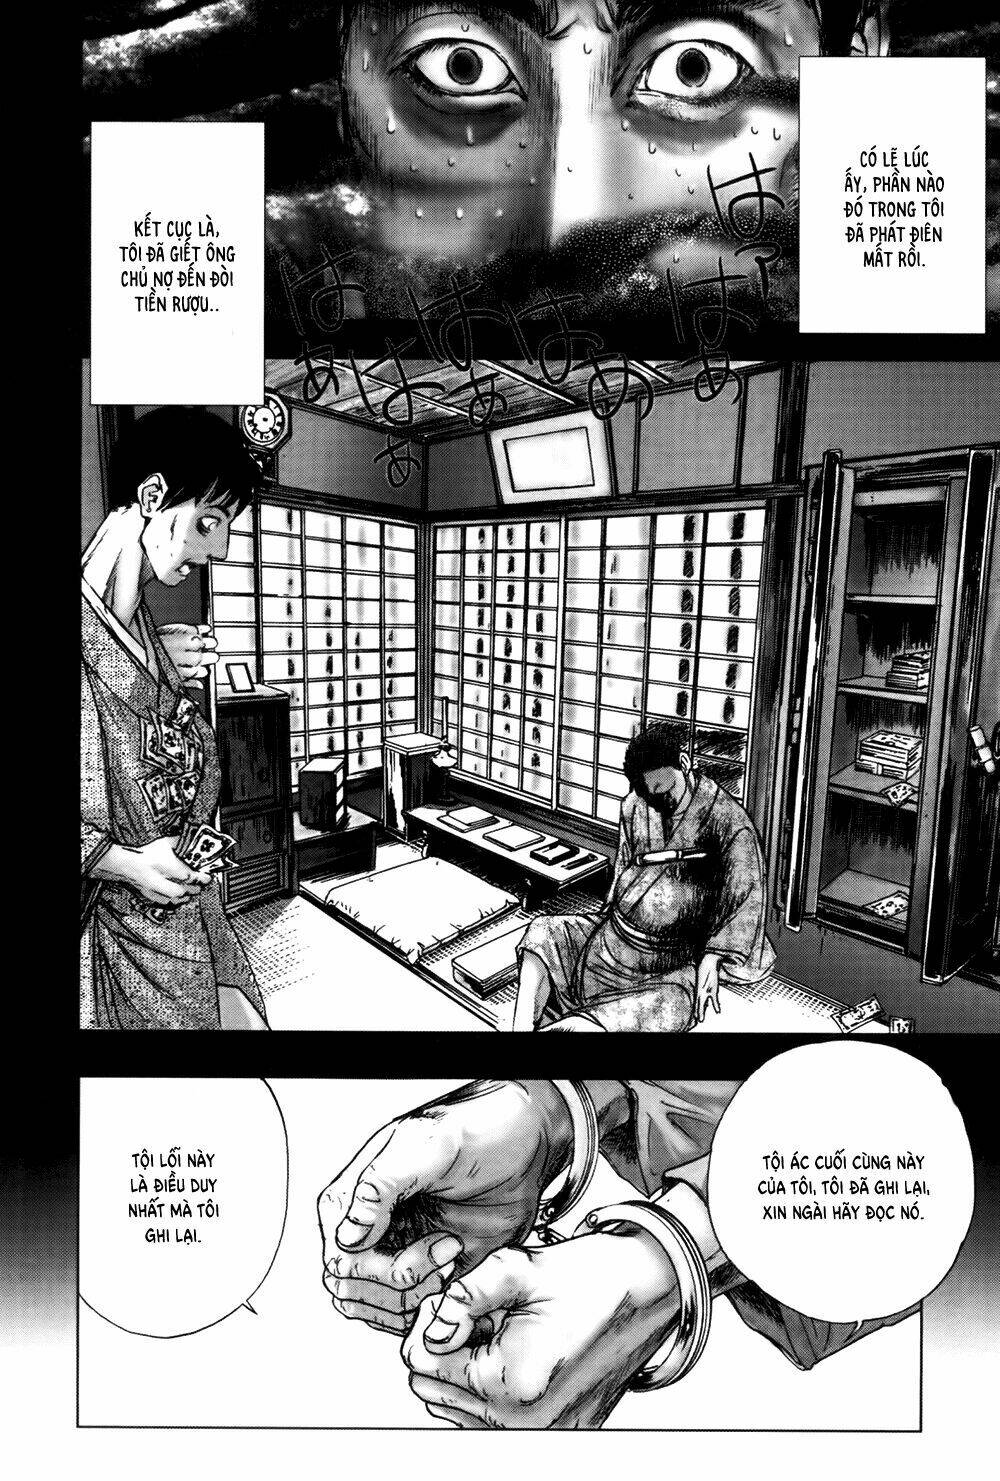 CÓ LẼ LÚC
ẤY, PHẦN NÀO
ĐÓ TRONG TÔI
ĐÃ PHÁT ĐIÊN
MẤT RỒI.
KẾT CỤC LÀ,
TÔI ĐÃ GIẾT ÔNG
CHỦ NỢ ĐẾN ĐÒI
TIỀN RƯỢU..
はぁ
はぁ
はぁ
はぁ
はぁ
はぁ
TỘI ÁC CUỐI CÙNG NÀY
CỦA TÔI, TÔI ĐÃ GHI LẠI,
XIN NGÀI HÃY ĐỌC NÓ.
TỘI LỖI NÀY
LÀ ĐIỀU DUY
NHẤT MÀ TÔI
GHI LẠI.